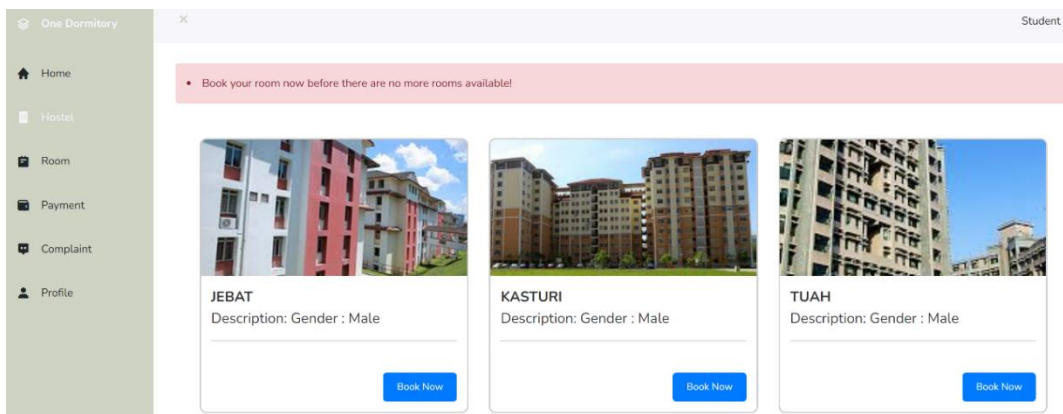 One Dormitory
×
Student
Home
Hostel
Room
Payment
Complaint
Profile
• Book your room now before there are no more rooms available!
JEBAT
Description: Gender : Male
Book Now
KASTURI
Description: Gender : Male
Book Now
TUAH
Description: Gender : Male
Book Now